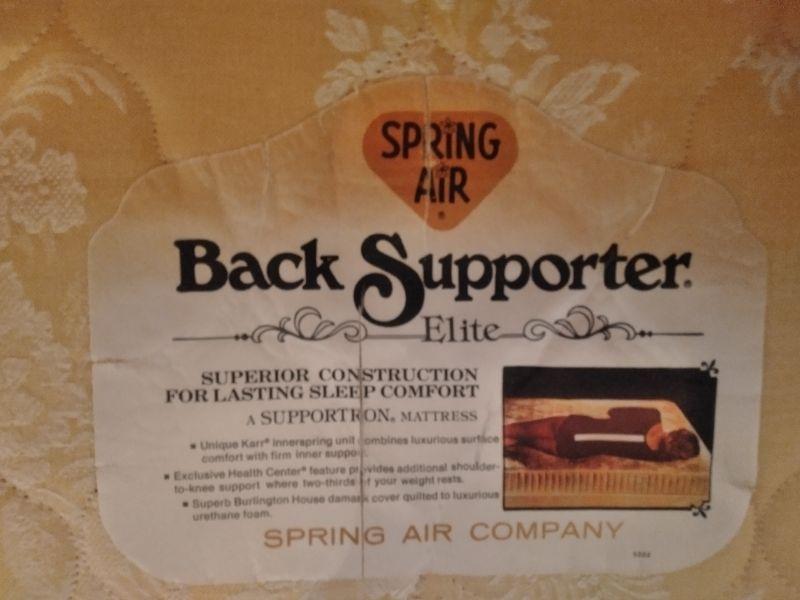 SPRING
AIR
®
Back Supporter®
Elite
SUPERIOR CONSTRUCTION
FOR LASTING SLEEP COMFORT
A SUPPORTRON® MATTRESS
▪ Unique Karr® innerspring unit combines luxurious surface
comfort with firm inner support.
▪ Exclusive Health Center® feature provides additional shoulder-
to-knee support where two-thirds of your weight rests.
▪ Superb Burlington House damask cover quilted to luxurious
urethane foam.
SPRING AIR COMPANY